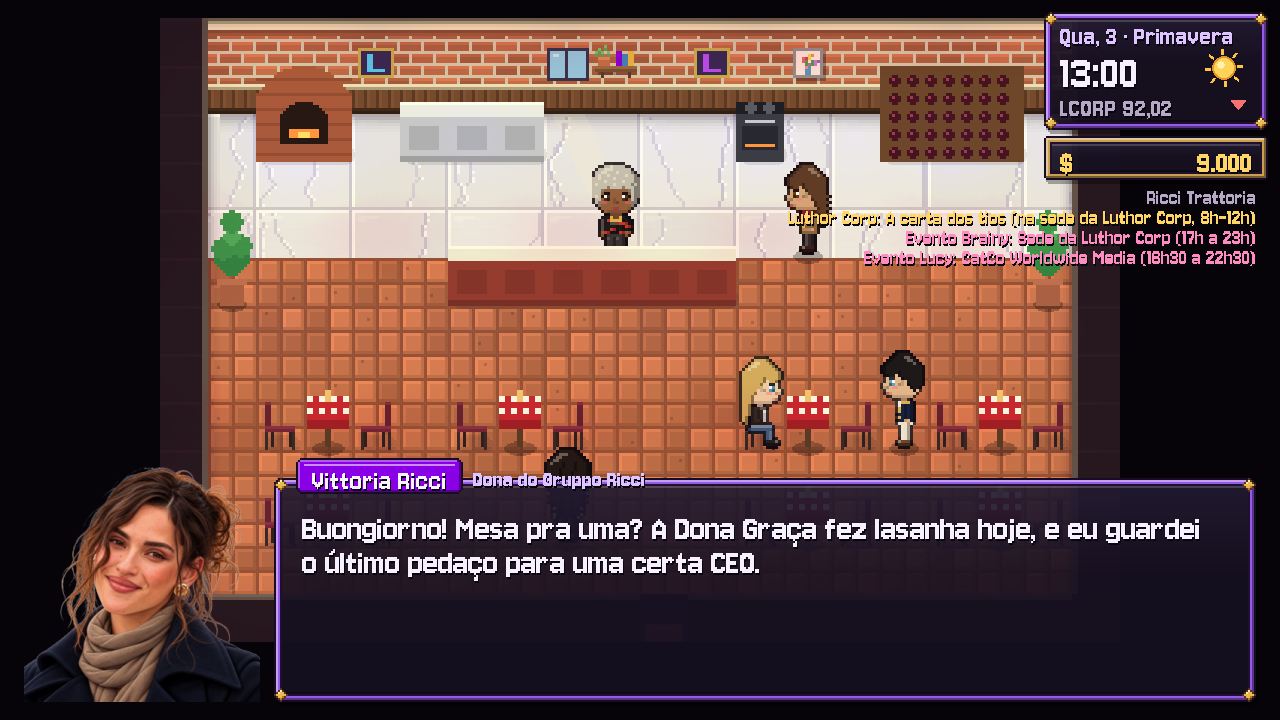 Qua, 3 · Primavera
13:00
LCORP 92,02
$ 9.000
Ricci Trattoria
Luthor Corp: A carta dos tios (na sede da Luthor Corp, 8h-12h)
Evento Brainy: Sede da Luthor Corp (17h a 23h)
Evento Lucy: CatCo Worldwide Media (18h30 a 22h30)
L
L
Vittoria Ricci
Dona do Gruppo Ricci
Buongiorno! Mesa pra uma? A Dona Graça fez lasanha hoje, e eu guardei
o último pedaço para uma certa CEO.